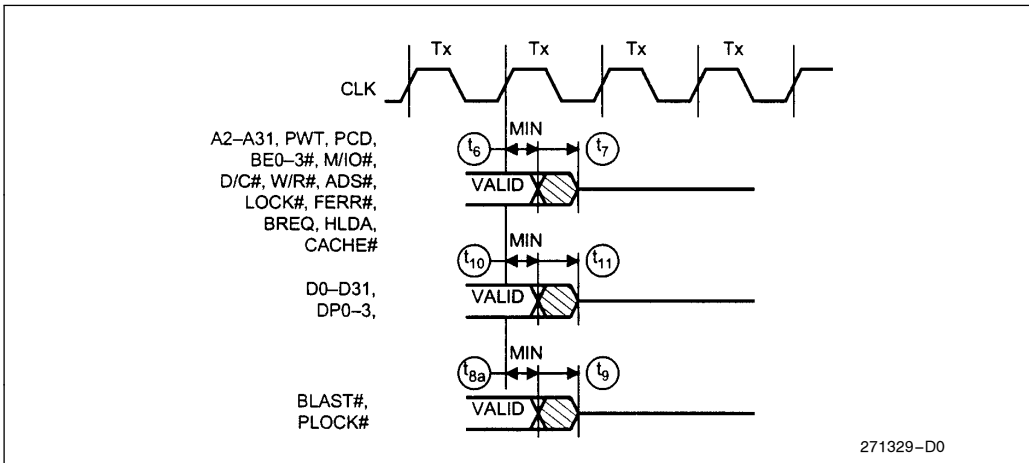 Tx Tx Tx Tx
CLK
A2–A31, PWT, PCD,
BE0–3#, M/IO#,
D/C#, W/R#, ADS#,
LOCK#, FERR#,
BREQ, HLDA,
CACHE#
t6 MIN t7
VALID
D0–D31,
DP0–3,
t10 MIN t11
VALID
BLAST#,
PLOCK#
t8a MIN t9
VALID
271329–D0